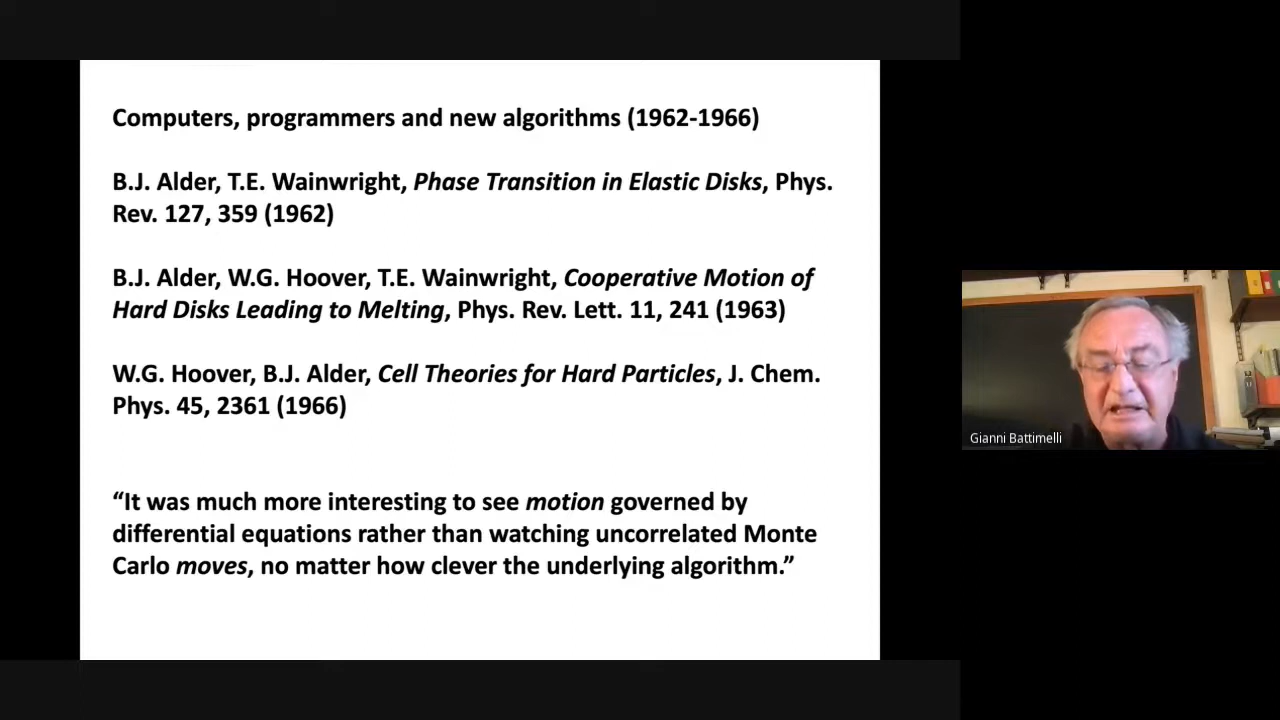 Computers, programmers and new algorithms (1962-1966)
B.J. Alder, T.E. Wainwright, Phase Transition in Elastic Disks, Phys.
Rev. 127, 359 (1962)
B.J. Alder, W.G. Hoover, T.E. Wainwright, Cooperative Motion of
Hard Disks Leading to Melting, Phys. Rev. Lett. 11, 241 (1963)
W.G. Hoover, B.J. Alder, Cell Theories for Hard Particles, J. Chem.
Phys. 45, 2361 (1966)
“It was much more interesting to see motion governed by
differential equations rather than watching uncorrelated Monte
Carlo moves, no matter how clever the underlying algorithm.”
Gianni Battimelli